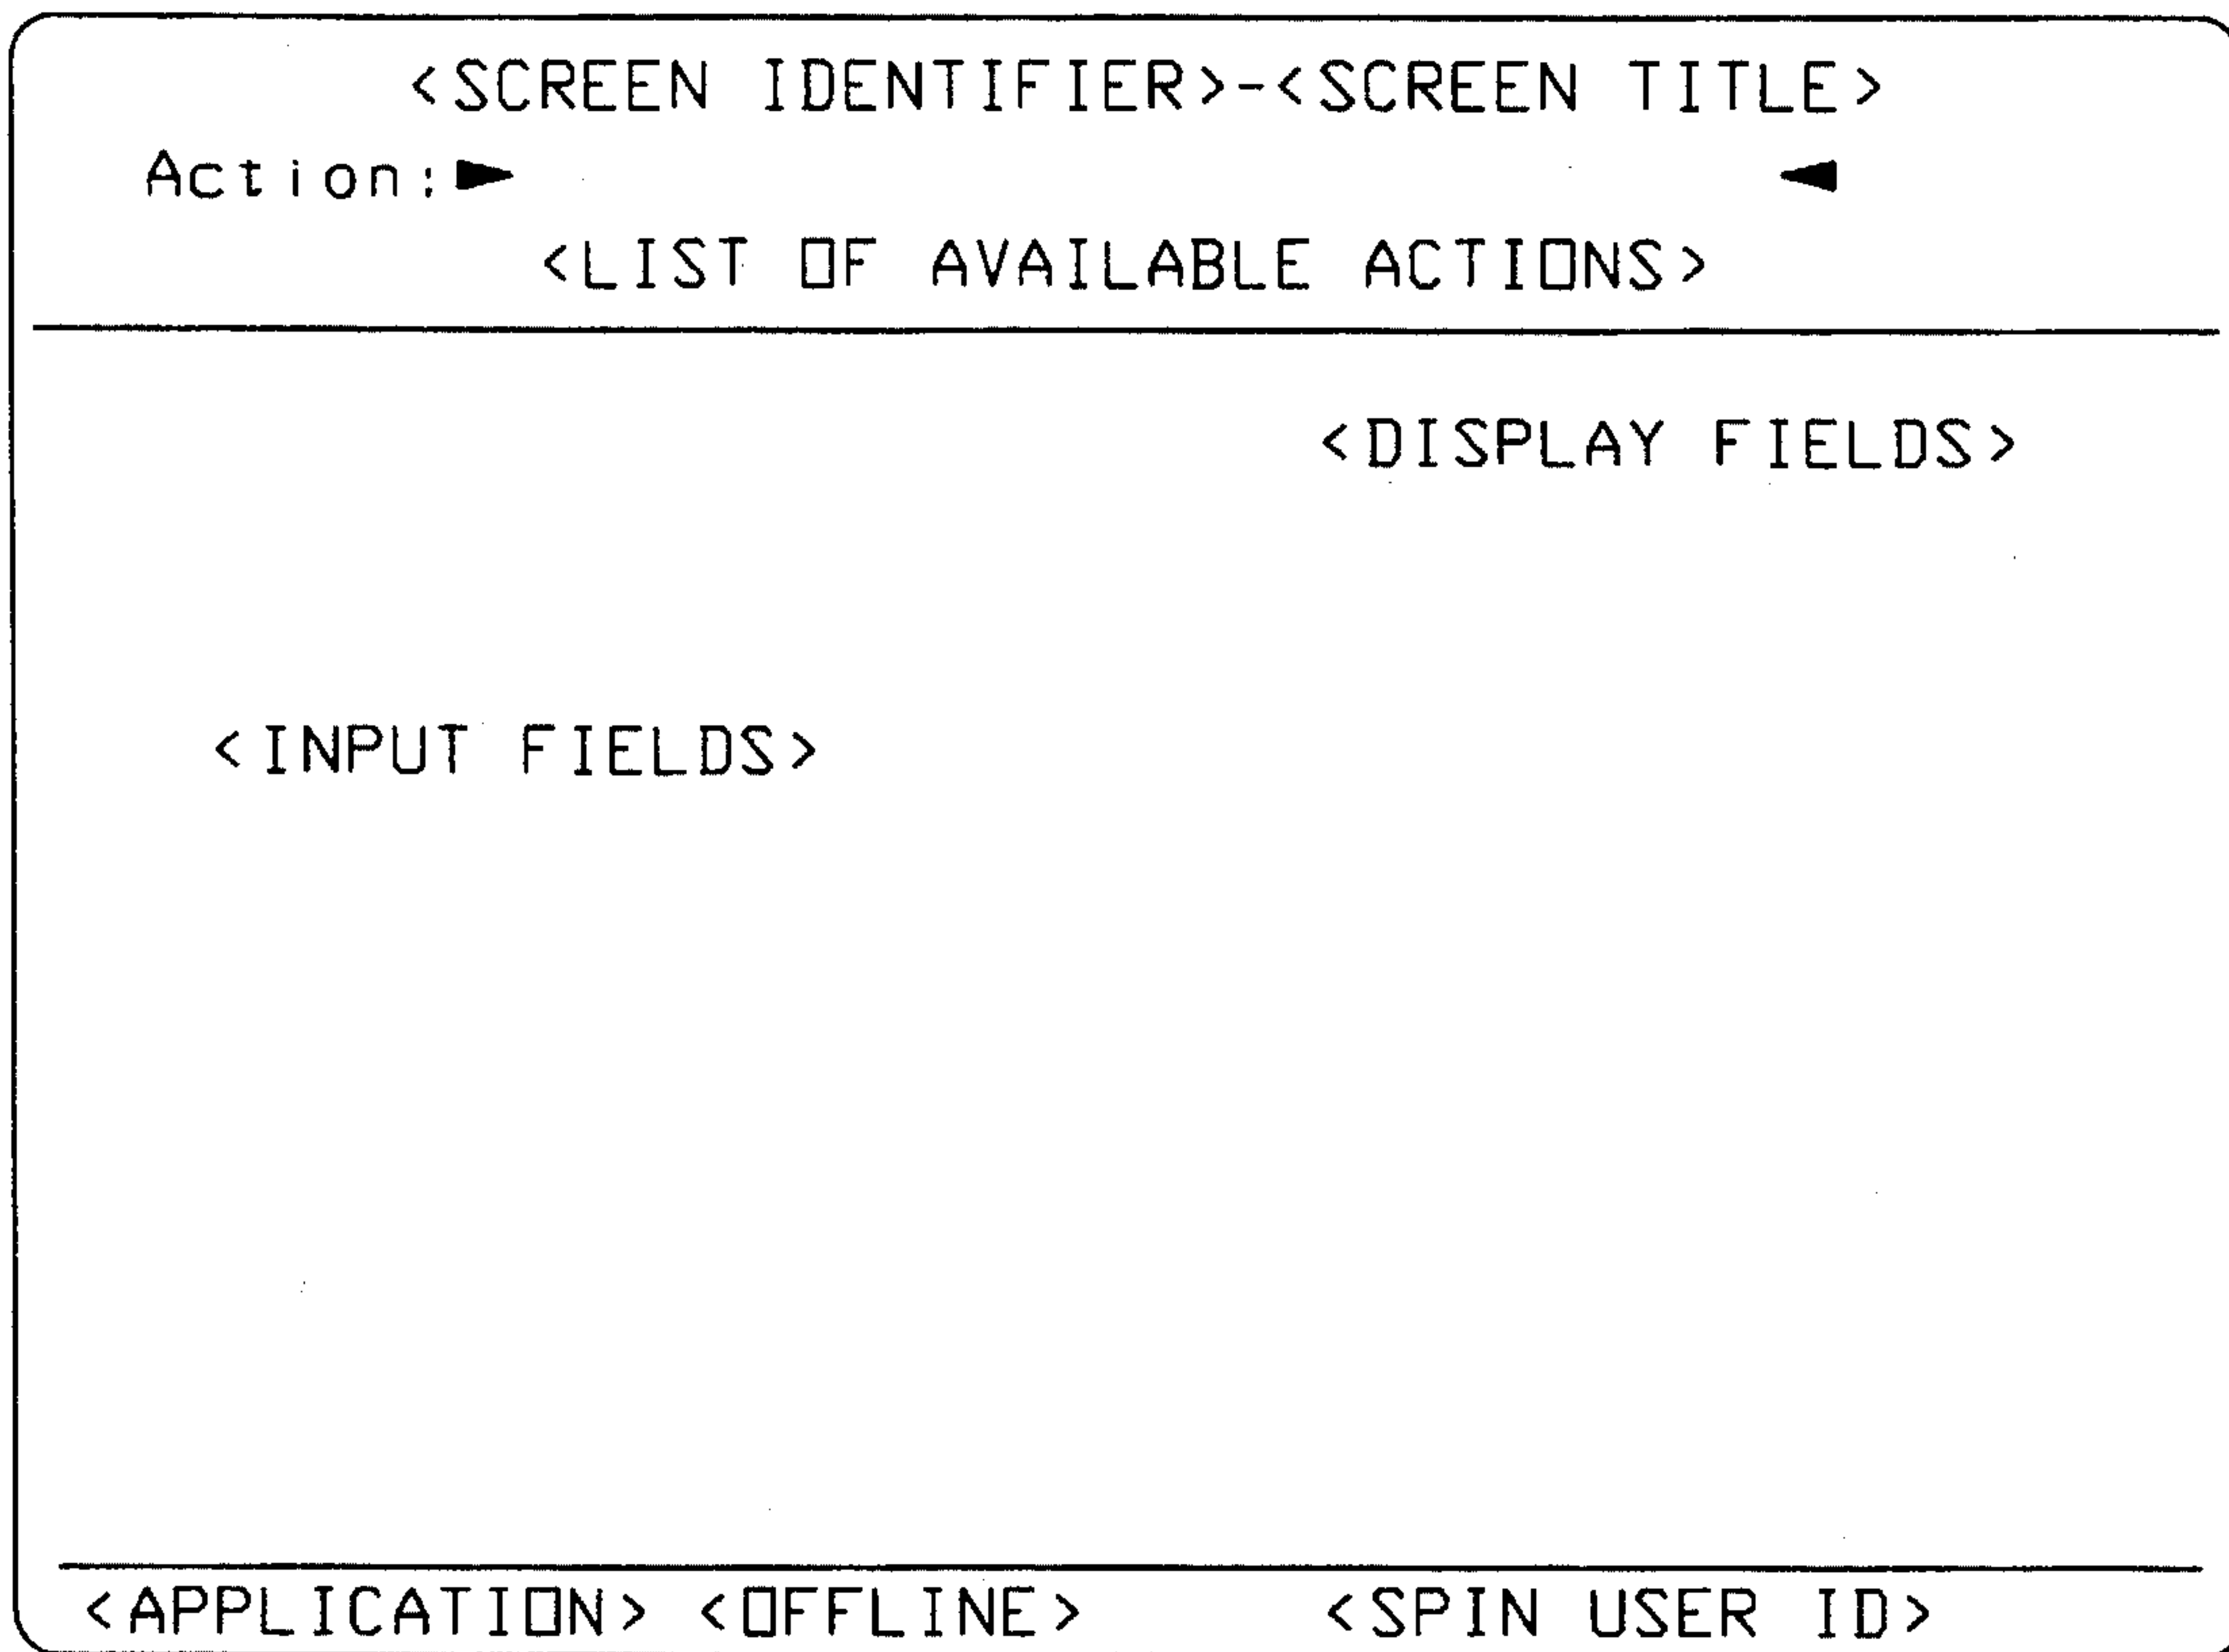 <SCREEN IDENTIFIER>-<SCREEN TITLE>
Action:► ◄
<LIST OF AVAILABLE ACTIONS>
<DISPLAY FIELDS>
<INPUT FIELDS>
<APPLICATION> <OFFLINE> <SPIN USER ID>